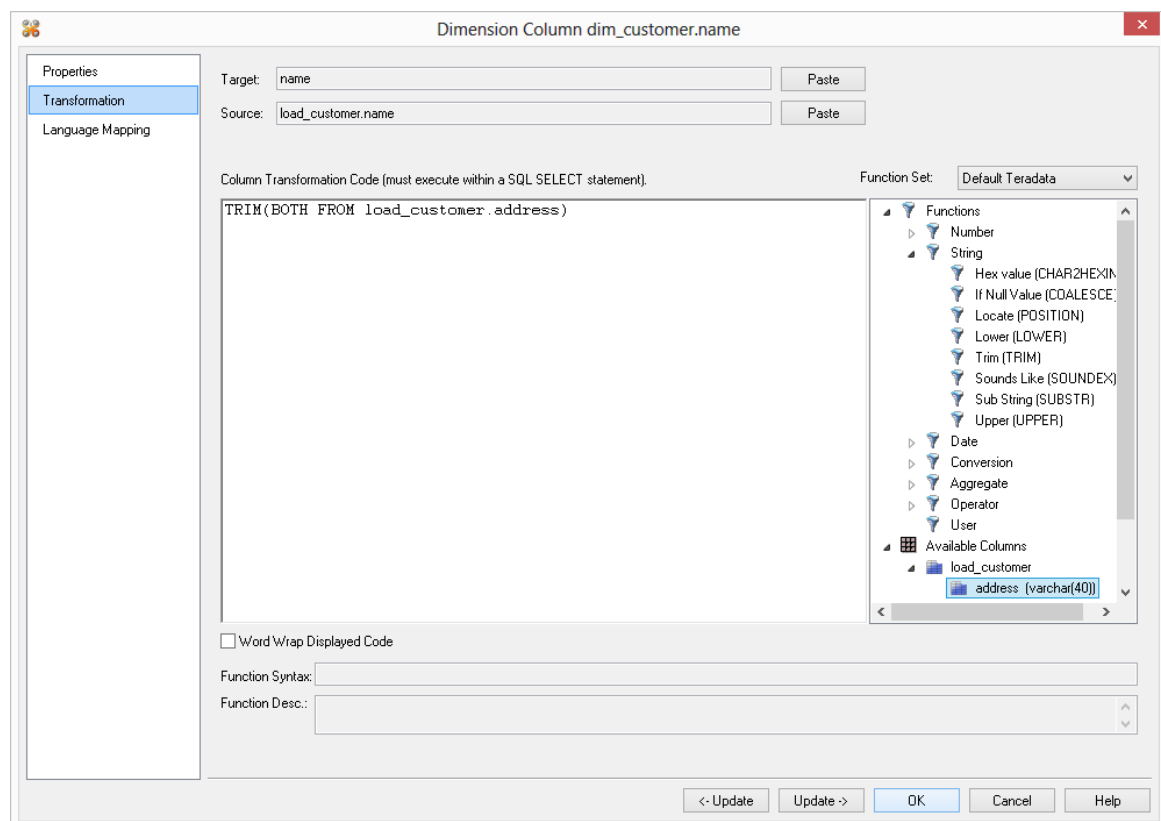 Dimension Column dim_customer.name
Properties
Transformation
Language Mapping
Target: name Paste
Source: load_customer.name Paste
Column Transformation Code (must execute within a SQL SELECT statement). Function Set: Default Teradata
TRIM(BOTH FROM load_customer.address)
Functions
Number
String
Hex value (CHAR2HEXIN
If Null Value (COALESCE)
Locate (POSITION)
Lower (LOWER)
Trim (TRIM)
Sounds Like (SOUNDEX)
Sub String (SUBSTR)
Upper (UPPER)
Date
Conversion
Aggregate
Operator
User
Available Columns
load_customer
address (varchar(40))
Word Wrap Displayed Code
Function Syntax:
Function Desc.:
<- Update Update -> OK Cancel Help